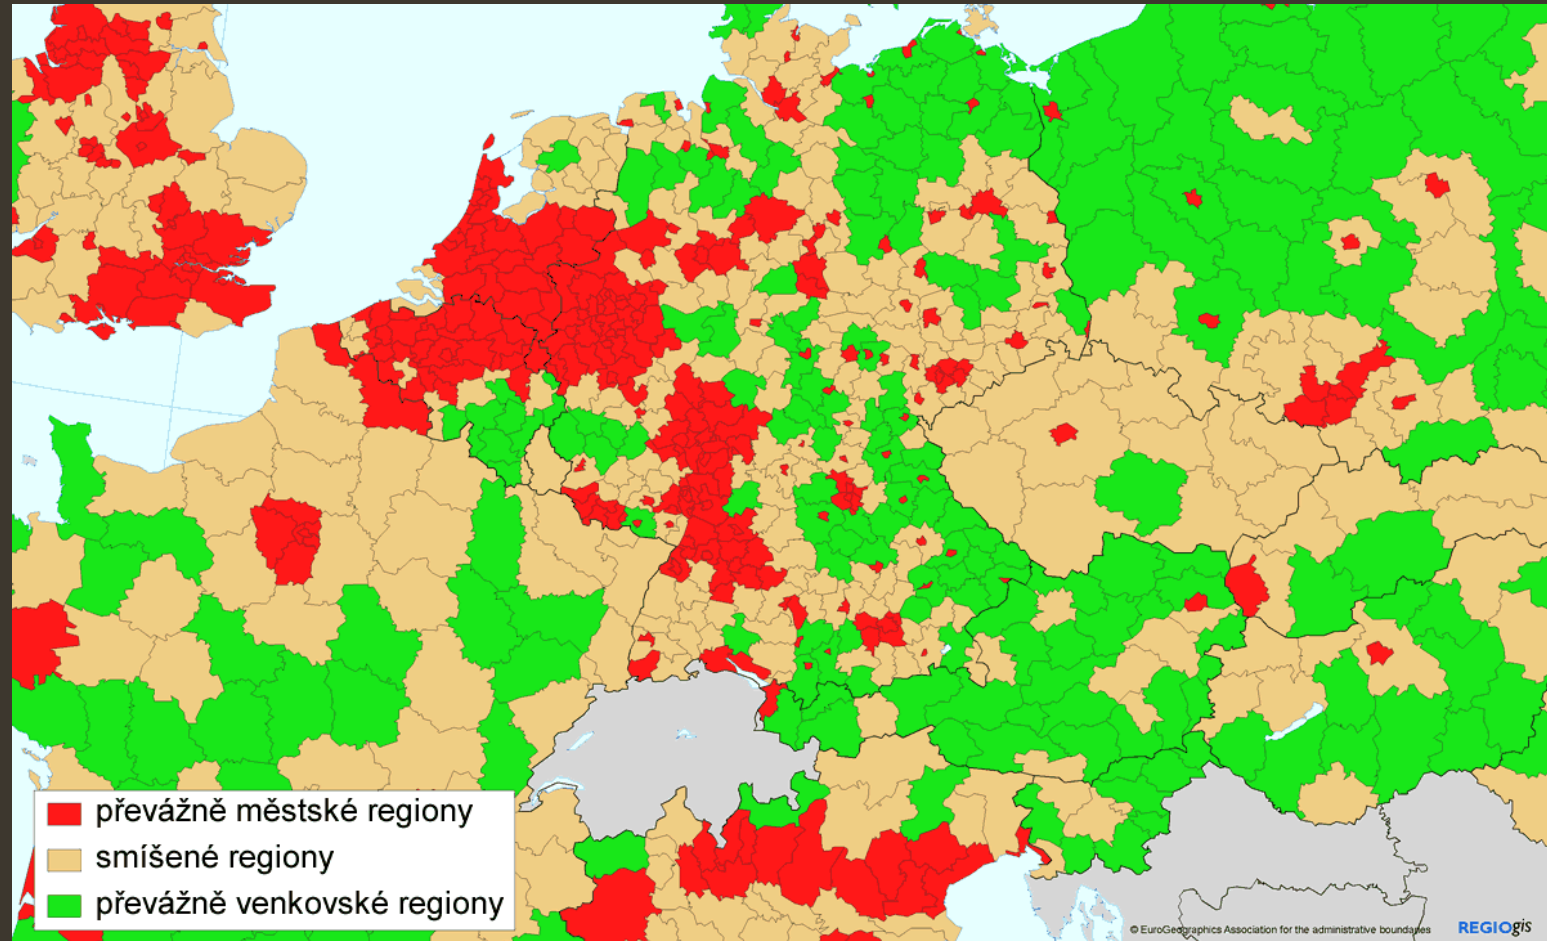 převážně městské regiony
smíšené regiony
převážně venkovské regiony
© EuroGeographics Association for the administrative boundaries
REGIOgis